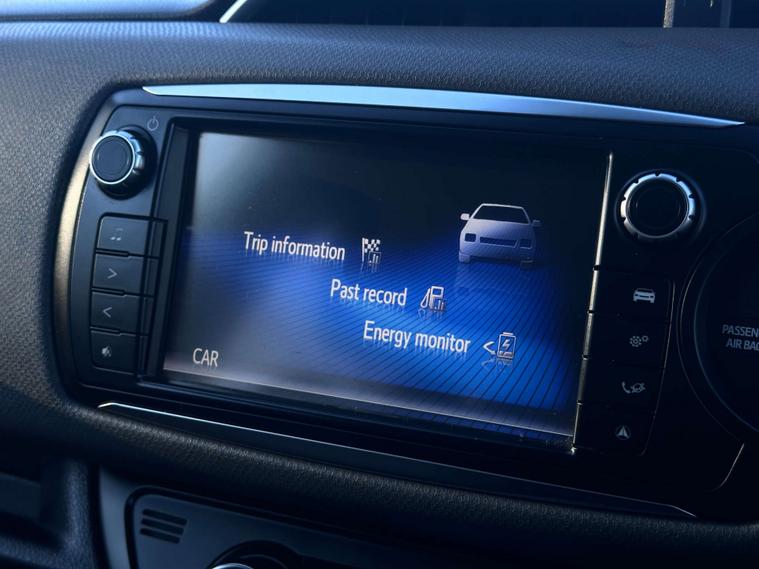 Trip information
Past record
Energy monitor
CAR
PASSEN
AIR BAG